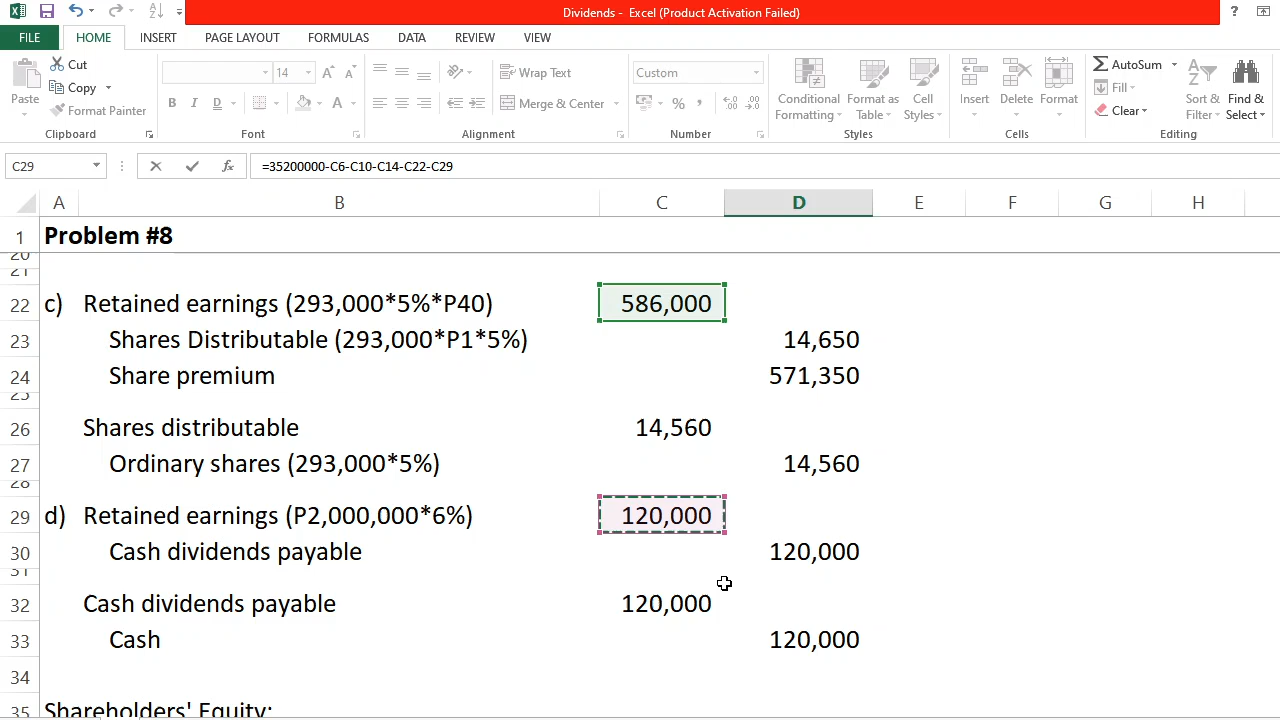 Dividends - Excel (Product Activation Failed)
FILE HOME INSERT PAGE LAYOUT FORMULAS DATA REVIEW VIEW
Paste Cut Copy Format Painter Clipboard
14 Font
Wrap Text Merge & Center Alignment
Custom Number
Conditional Formatting Format as Table Cell Styles Styles
Insert Delete Format Cells
AutoSum Fill Clear Sort & Filter Find & Select Editing
C29 =35200000-C6-C10-C14-C22-C29
A B C D E F G H
1 Problem #8
20
21
22 c) Retained earnings (293,000*5%*P40) 586,000
23 Shares Distributable (293,000*P1*5%) 14,650
24 Share premium 571,350
25
26 Shares distributable 14,560
27 Ordinary shares (293,000*5%) 14,560
28
29 d) Retained earnings (P2,000,000*6%) 120,000
30 Cash dividends payable 120,000
31
32 Cash dividends payable 120,000
33 Cash 120,000
34
35 Shareholders' Equity: